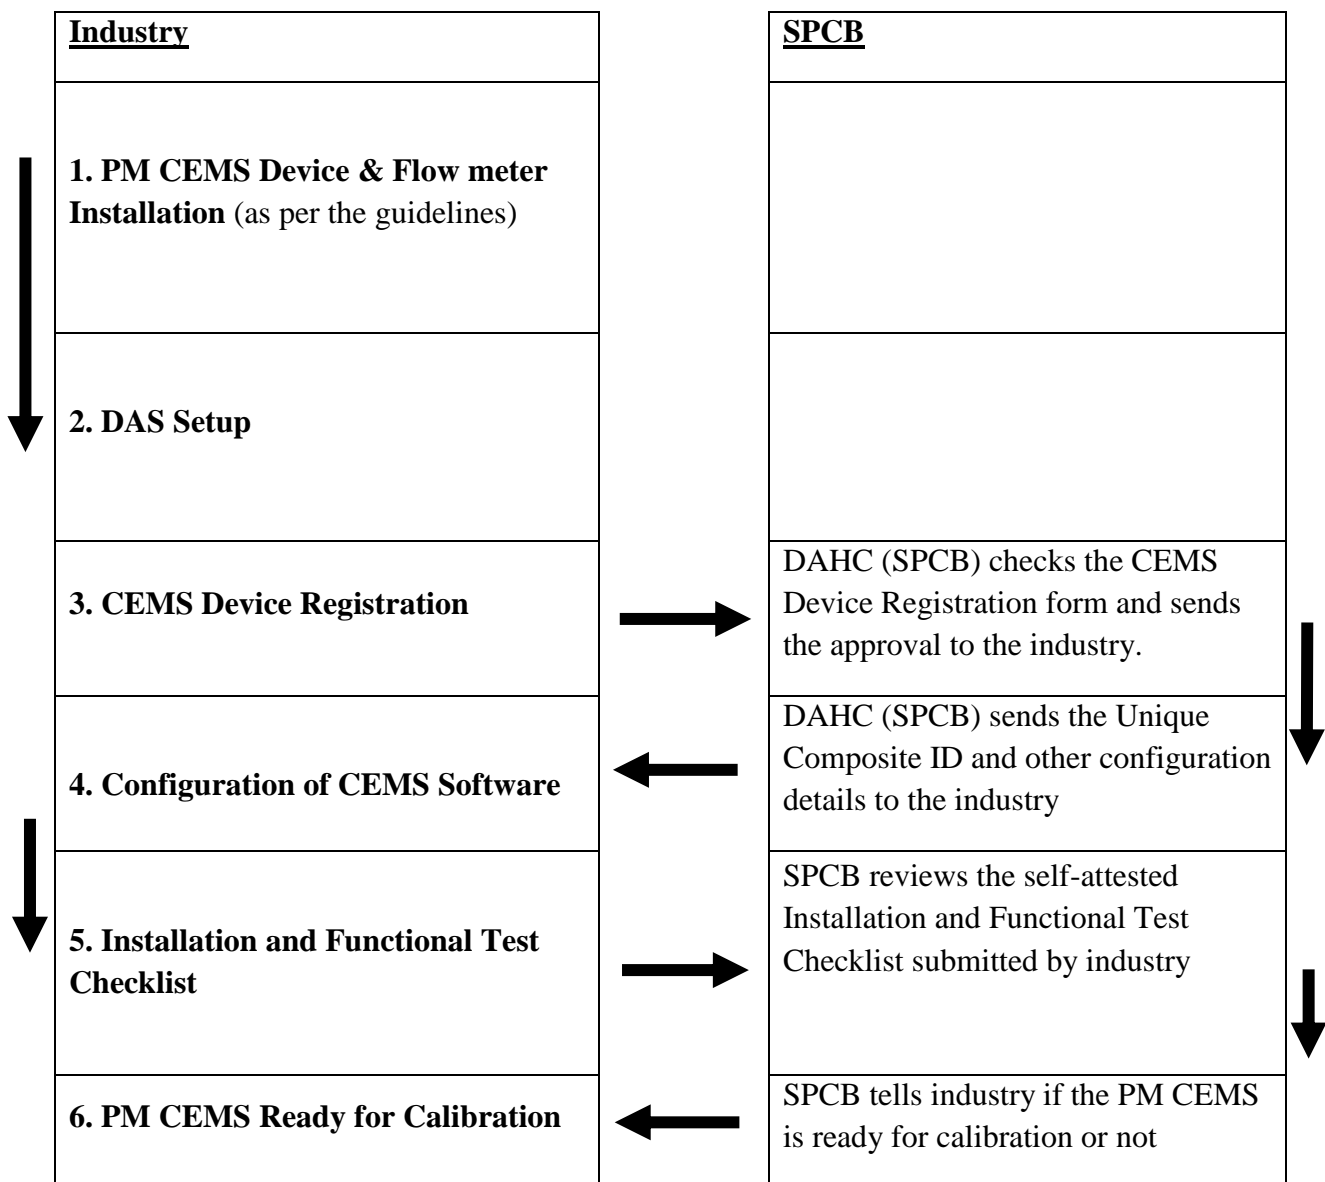 Industry
SPCB
1. PM CEMS Device & Flow meter
Installation (as per the guidelines)
2. DAS Setup
3. CEMS Device Registration
DAHC (SPCB) checks the CEMS
Device Registration form and sends
the approval to the industry.
4. Configuration of CEMS Software
DAHC (SPCB) sends the Unique
Composite ID and other configuration
details to the industry
5. Installation and Functional Test
Checklist
SPCB reviews the self-attested
Installation and Functional Test
Checklist submitted by industry
6. PM CEMS Ready for Calibration
SPCB tells industry if the PM CEMS
is ready for calibration or not